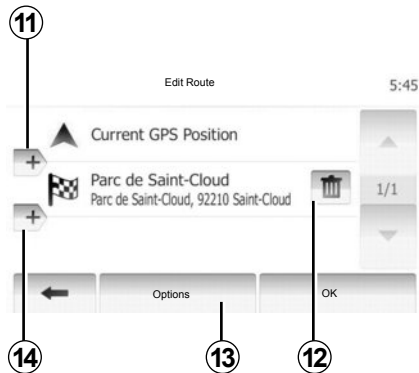 11
Edit Route 5:45
Current GPS Position
+
Parc de Saint-Cloud
Parc de Saint-Cloud, 92210 Saint-Cloud
1/1
+
Options OK
14 13 12